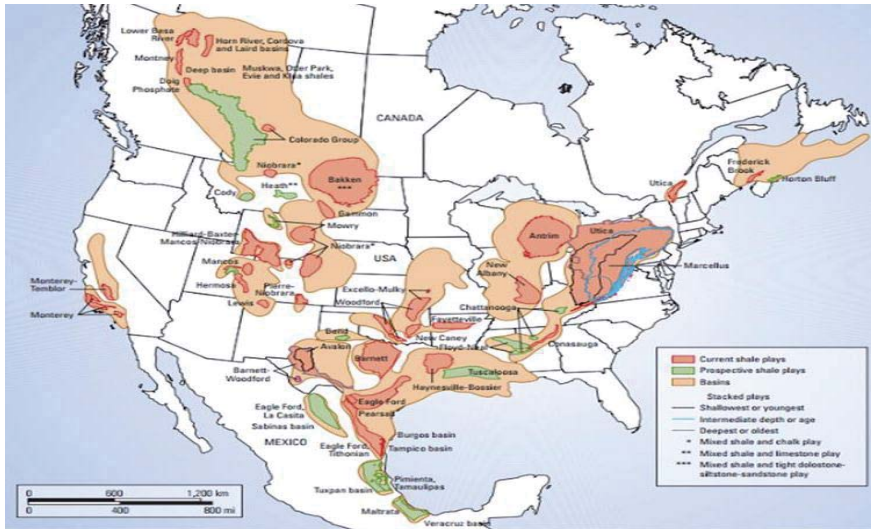 Lower Besa
River
Horn River, Cordova
and Laird basins
Montney
Deep basin
Muskwa, Otter Park,
Evie and Klua shales
Doig
Phosphate
CANADA
Colorado Group
Niobrara*
Bakken
***
Heath**
Cody
Gammon
Mowry
Hilliard-Baxter-
Mancos Niobrara
Niobrara*
USA
Mancos
Hermosa
Pierre-
Niobrara
Lewis
Excello-Mulky
Woodford
Monterey-
Temblor
Monterey
Antrim
New
Albany
Utica
Utica
Marcellus
Frederick
Brook
Horton Bluff
Chattanooga
Fayetteville
New Caney
Floyd-Neal
Conasauga
Bend
Avalon
Barnett
Barnett-
Woodford
Tuscaloosa
Haynesville-Bossier
Eagle Ford
Pearsall
Eagle Ford,
La Casita
Sabinas basin
MEXICO
Eagle Ford,
Tithonian
Burgos basin
Tampico basin
Pimienta,
Tamaulipas
Tuxpan basin
Maltrata
Veracruz basin
Current shale plays
Prospective shale plays
Basins
Stacked plays
Shallowest or youngest
Intermediate depth or age
Deepest or oldest
* Mixed shale and chalk play
** Mixed shale and limestone play
*** Mixed shale and tight dolostone-
siltstone-sandstone play
0 600 1,200 km
0 400 800 mi